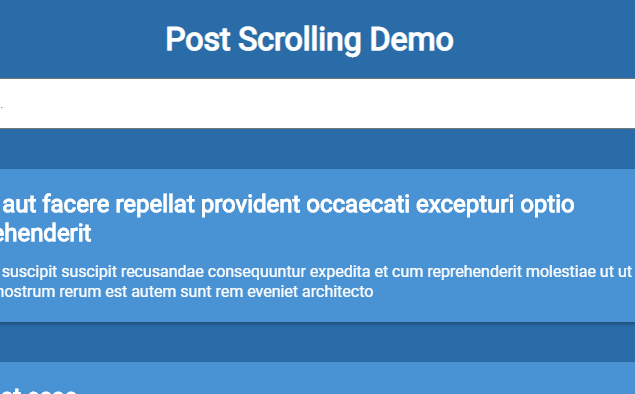 Post Scrolling Demo
.
aut facere repellat provident occaecati excepturi optio
ehenderit
suscipit suscipit recusandae consequuntur expedita et cum reprehenderit molestiae ut ut
nostrum rerum est autem sunt rem eveniet architecto